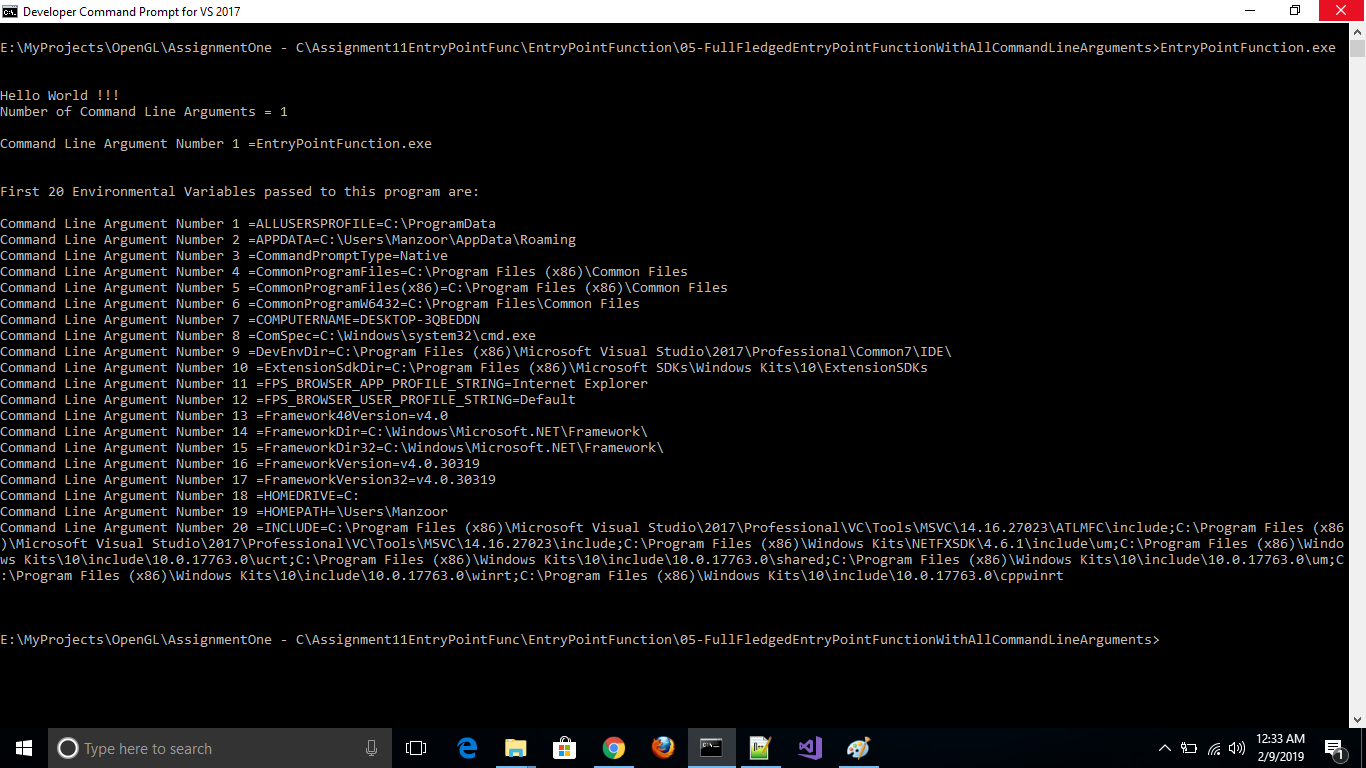 Developer Command Prompt for VS 2017
E:\MyProjects\OpenGL\AssignmentOne - C\Assignment11EntryPointFunc\EntryPointFunction\05-FullFledgedEntryPointFunctionWithAllCommandLineArguments>EntryPointFunction.exe
Hello World !!!
Number of Command Line Arguments = 1
Command Line Argument Number 1 =EntryPointFunction.exe
First 20 Environmental Variables passed to this program are:
Command Line Argument Number 1 =ALLUSERSPROFILE=C:\ProgramData
Command Line Argument Number 2 =APPDATA=C:\Users\Manzoor\AppData\Roaming
Command Line Argument Number 3 =CommandPromptType=Native
Command Line Argument Number 4 =CommonProgramFiles=C:\Program Files (x86)\Common Files
Command Line Argument Number 5 =CommonProgramFiles(x86)=C:\Program Files (x86)\Common Files
Command Line Argument Number 6 =CommonProgramW6432=C:\Program Files\Common Files
Command Line Argument Number 7 =COMPUTERNAME=DESKTOP-3QBEDDN
Command Line Argument Number 8 =ComSpec=C:\Windows\system32\cmd.exe
Command Line Argument Number 9 =DevEnvDir=C:\Program Files (x86)\Microsoft Visual Studio\2017\Professional\Common7\IDE\
Command Line Argument Number 10 =ExtensionSdkDir=C:\Program Files (x86)\Microsoft SDKs\Windows Kits\10\ExtensionSDKs
Command Line Argument Number 11 =FPS_BROWSER_APP_PROFILE_STRING=Internet Explorer
Command Line Argument Number 12 =FPS_BROWSER_USER_PROFILE_STRING=Default
Command Line Argument Number 13 =Framework40Version=v4.0
Command Line Argument Number 14 =FrameworkDir=C:\Windows\Microsoft.NET\Framework\
Command Line Argument Number 15 =FrameworkDir32=C:\Windows\Microsoft.NET\Framework\
Command Line Argument Number 16 =FrameworkVersion=v4.0.30319
Command Line Argument Number 17 =FrameworkVersion32=v4.0.30319
Command Line Argument Number 18 =HOMEDRIVE=C:
Command Line Argument Number 19 =HOMEPATH=\Users\Manzoor
Command Line Argument Number 20 =INCLUDE=C:\Program Files (x86)\Microsoft Visual Studio\2017\Professional\VC\Tools\MSVC\14.16.27023\ATLMFC\include;C:\Program Files (x86
)\Microsoft Visual Studio\2017\Professional\VC\Tools\MSVC\14.16.27023\include;C:\Program Files (x86)\Windows Kits\NETFXSDK\4.6.1\include\um;C:\Program Files (x86)\Windo
ws Kits\10\include\10.0.17763.0\ucrt;C:\Program Files (x86)\Windows Kits\10\include\10.0.17763.0\shared;C:\Program Files (x86)\Windows Kits\10\include\10.0.17763.0\um;C
:\Program Files (x86)\Windows Kits\10\include\10.0.17763.0\winrt;C:\Program Files (x86)\Windows Kits\10\include\10.0.17763.0\cppwinrt
E:\MyProjects\OpenGL\AssignmentOne - C\Assignment11EntryPointFunc\EntryPointFunction\05-FullFledgedEntryPointFunctionWithAllCommandLineArguments>
Type here to search
12:33 AM
2/9/2019
1